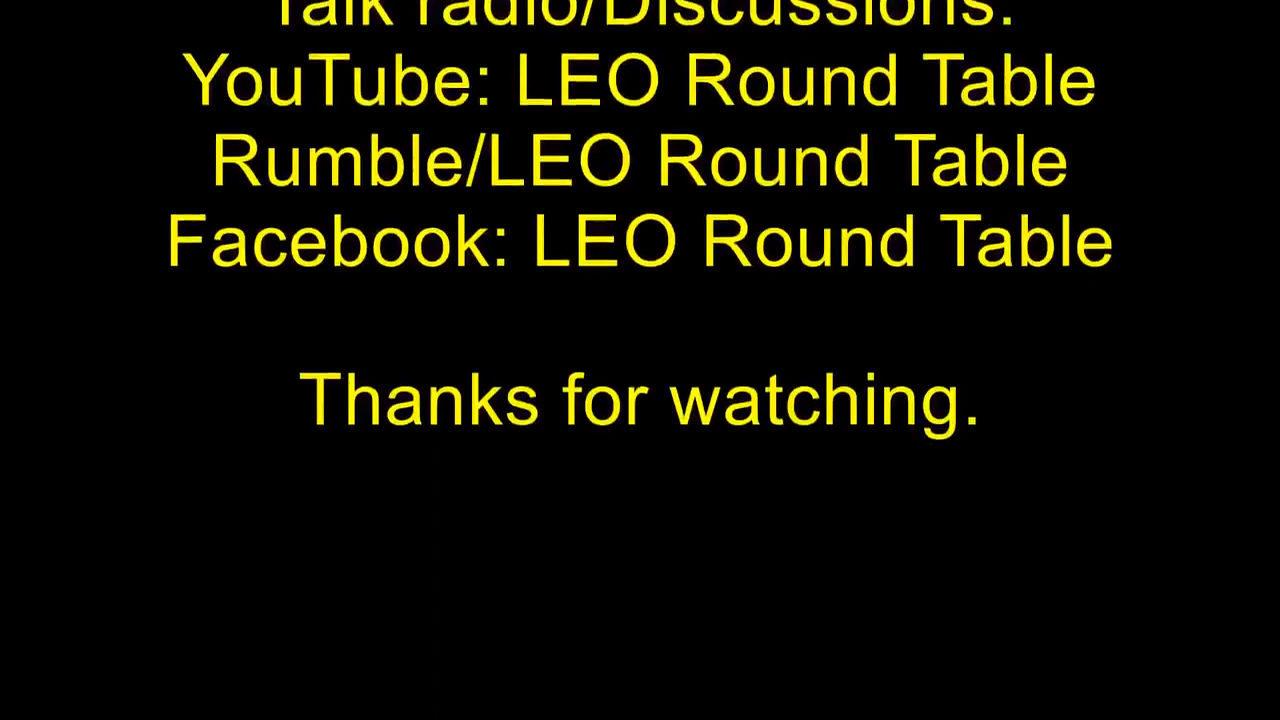 Talk radio/Discussions:
YouTube: LEO Round Table
Rumble/LEO Round Table
Facebook: LEO Round Table
Thanks for watching.